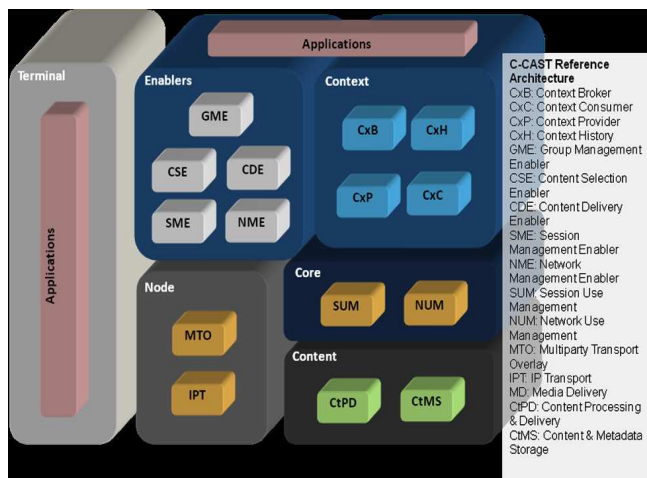 Applications
Terminal
Enablers
Context
GME
CxB
CxH
CSE
CDE
CxP
CxC
SME
NME
Applications
Node
Core
SUM
NUM
MTO
Content
IPT
CtPD
CtMS
C-CAST Reference
Architecture
CxB: Context Broker
CxC: Context Consumer
CxP: Context Provider
CxH: Context History
GME: Group Management
Enabler
CSE: Content Selection
Enabler
CDE: Content Delivery
Enabler
SME: Session
Management Enabler
NME: Network
Management Enabler
SUM: Session Use
Management
NUM: Network Use
Management
MTO: Multiparty Transport
Overlay
IPT: IP Transport
MD: Media Delivery
CtPD: Content Processing
& Delivery
CtMS: Content & Metadata
Storage